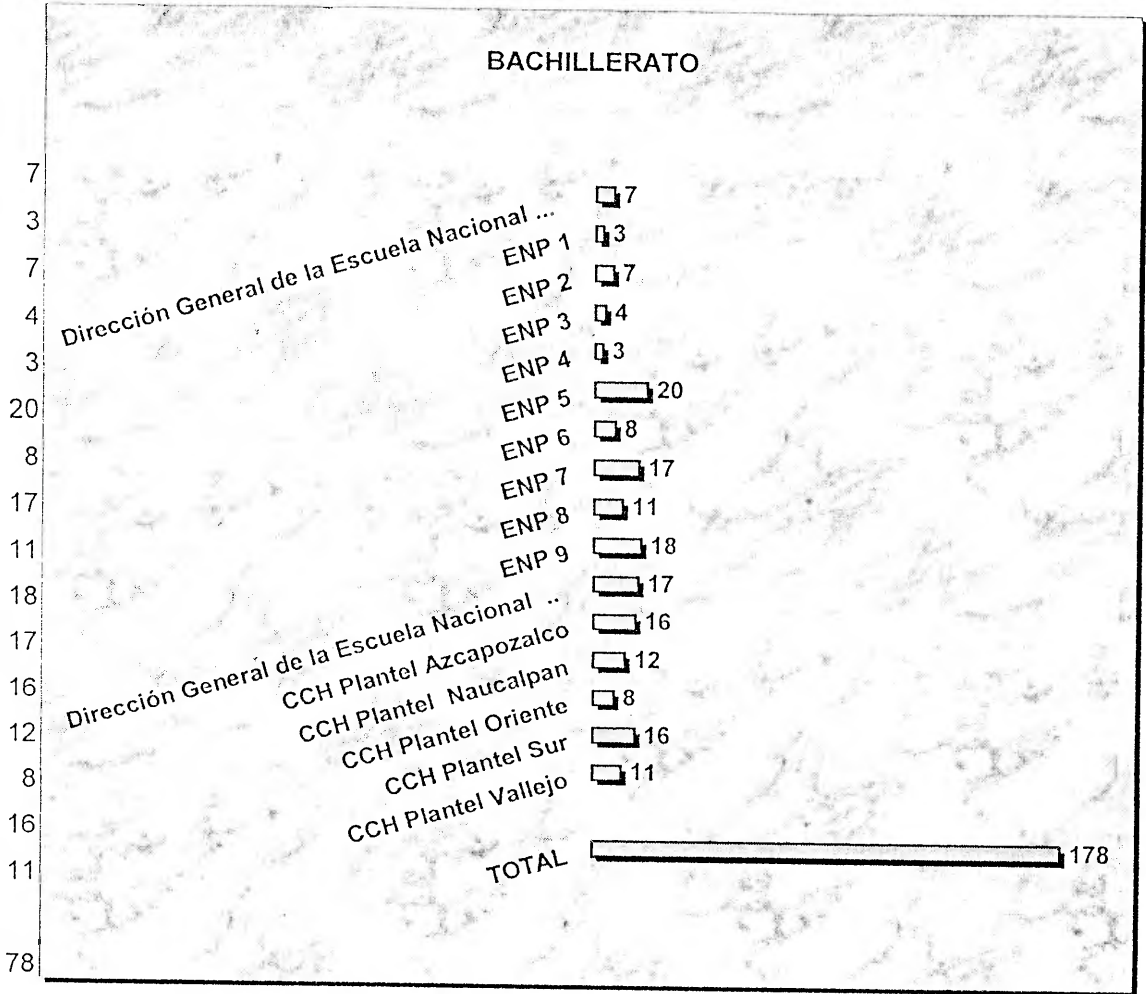 BACHILLERATO
7
Dirección General de la Escuela Nacional ... 7
3
ENP 1 3
7
ENP 2 7
4
ENP 3 4
3
ENP 4 3
20
ENP 5 20
8
ENP 6 8
17
ENP 7 17
11
ENP 8 11
18
ENP 9 18
17
Dirección General de la Escuela Nacional .. 17
16
CCH Plantel Azcapozalco 16
12
CCH Plantel Naucalpan 12
8
CCH Plantel Oriente 8
16
CCH Plantel Sur 16
11
CCH Plantel Vallejo 11
78
TOTAL 178